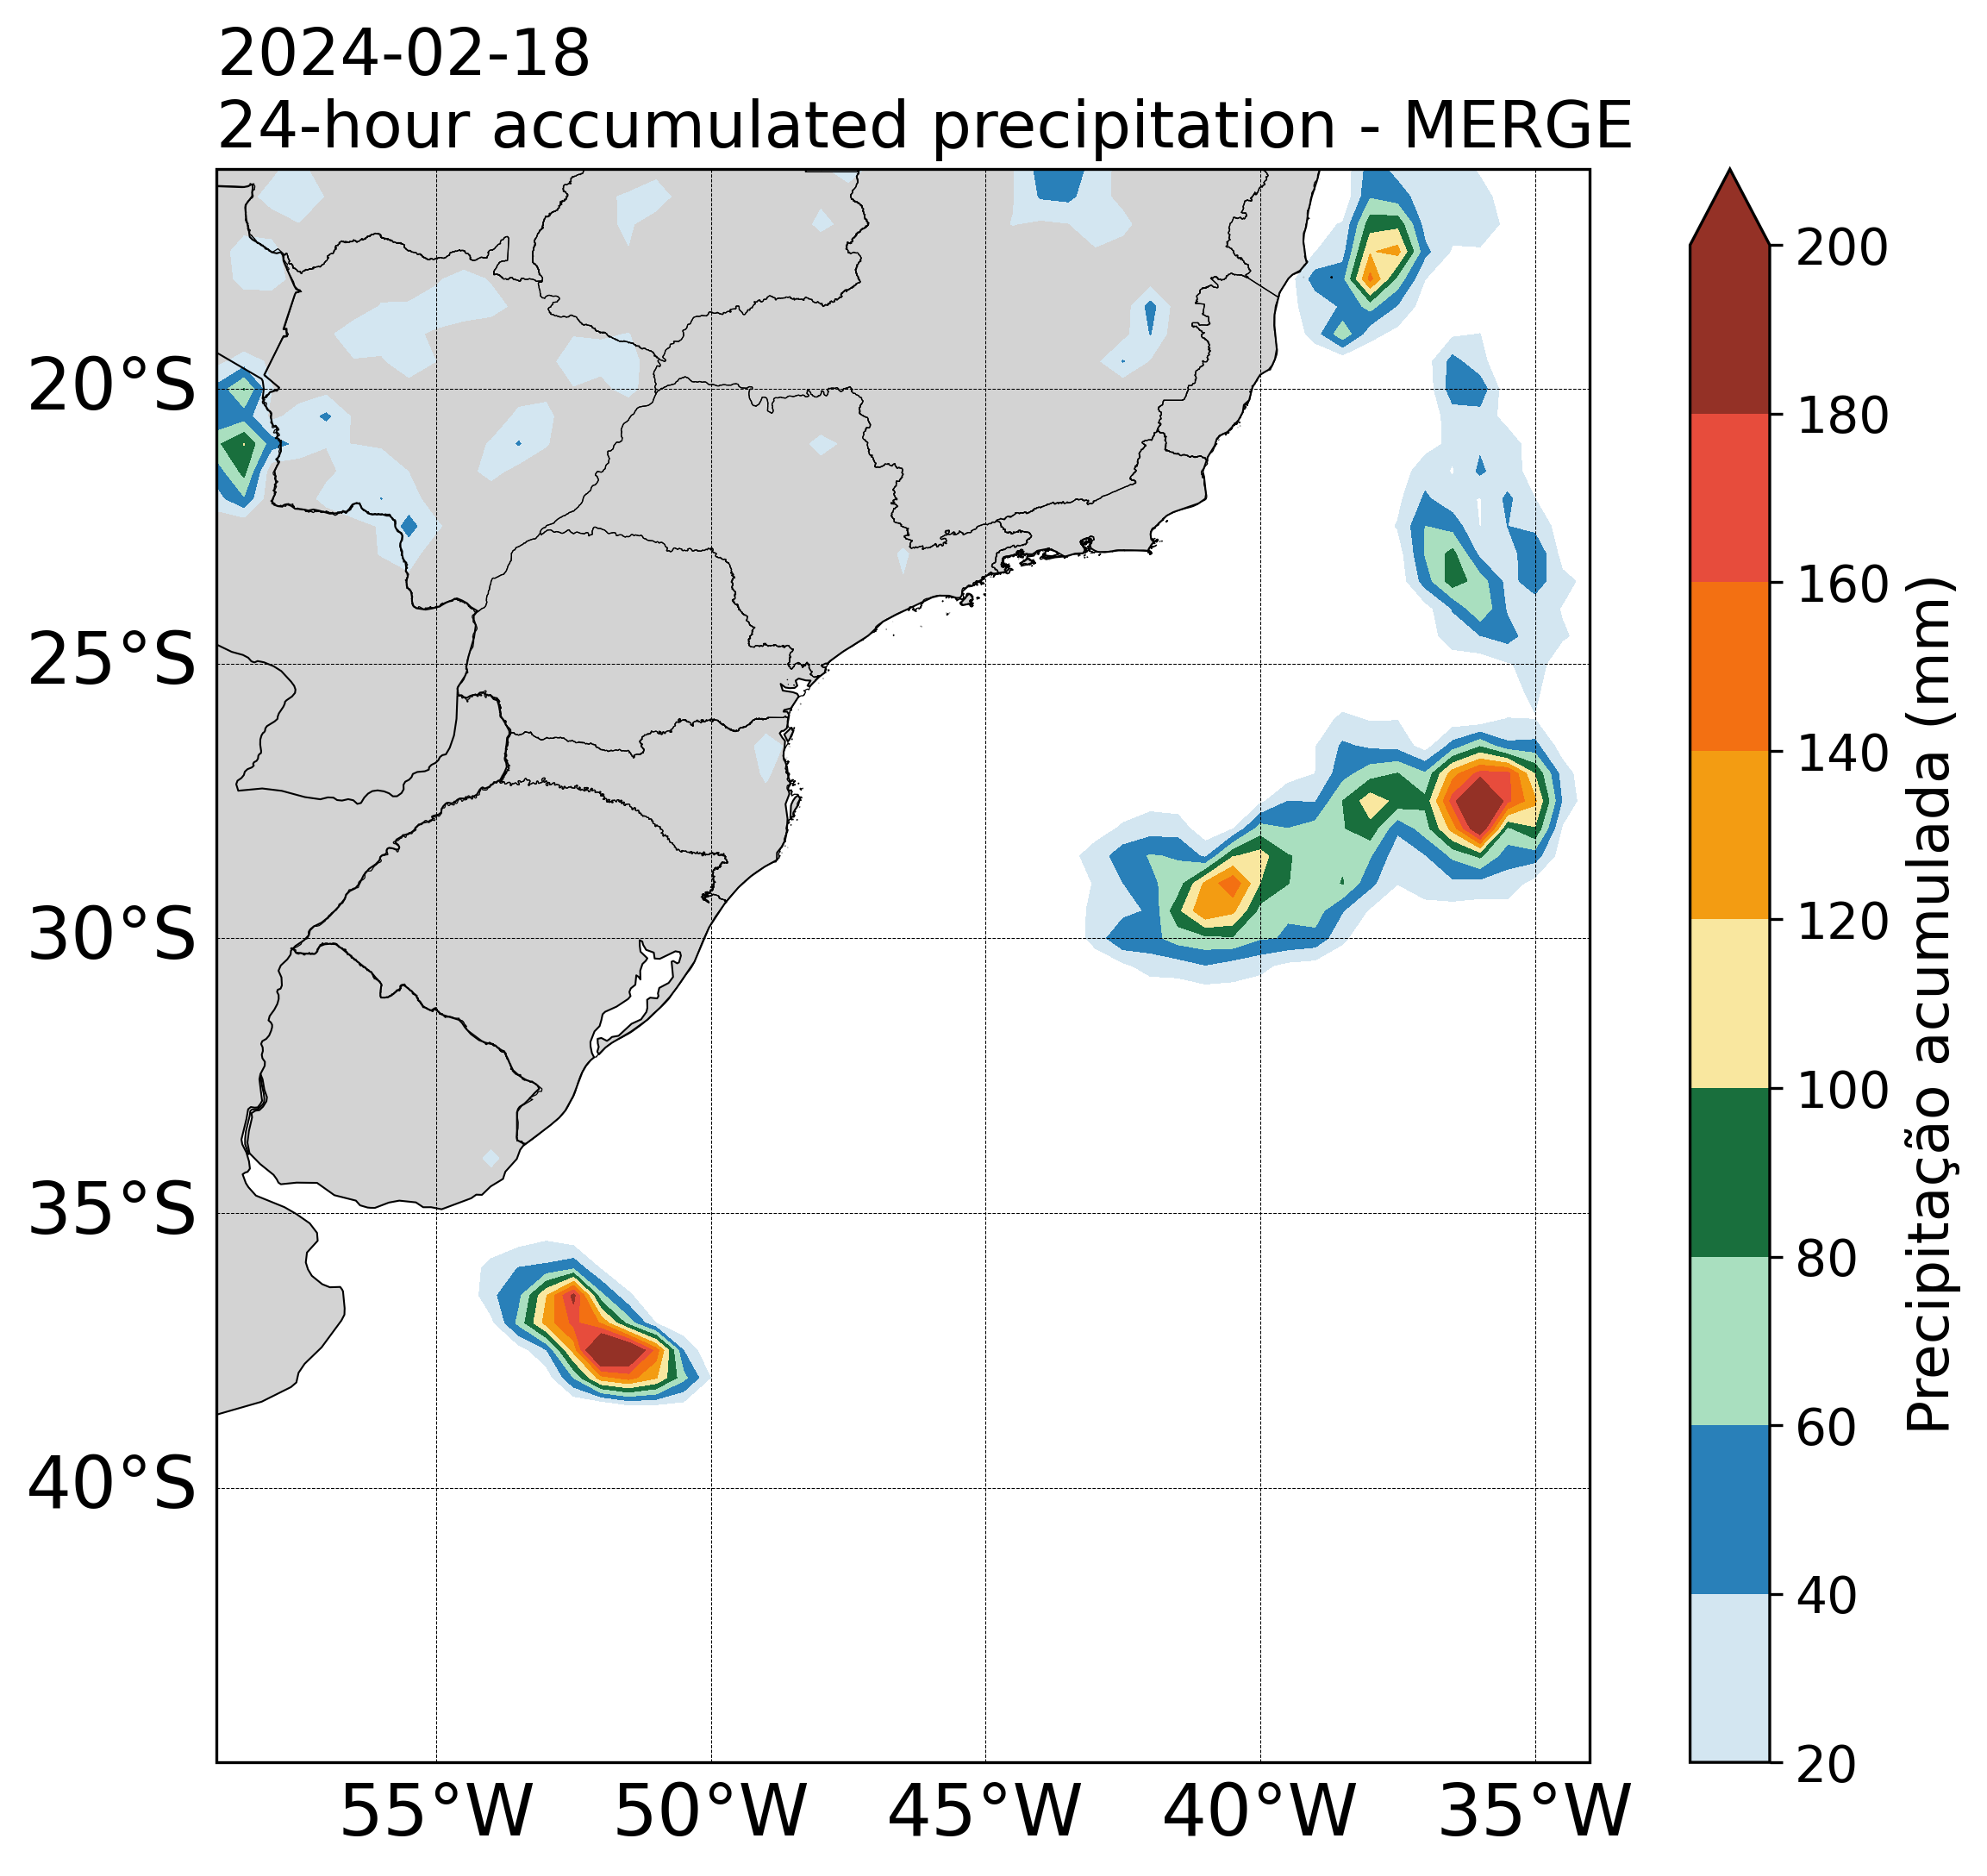 2024-02-18
24-hour accumulated precipitation - MERGE
20°S
25°S
30°S
35°S
40°S
55°W
50°W
45°W
40°W
35°W
200
180
160
140
120
100
80
60
40
20
Precipitação acumulada (mm)